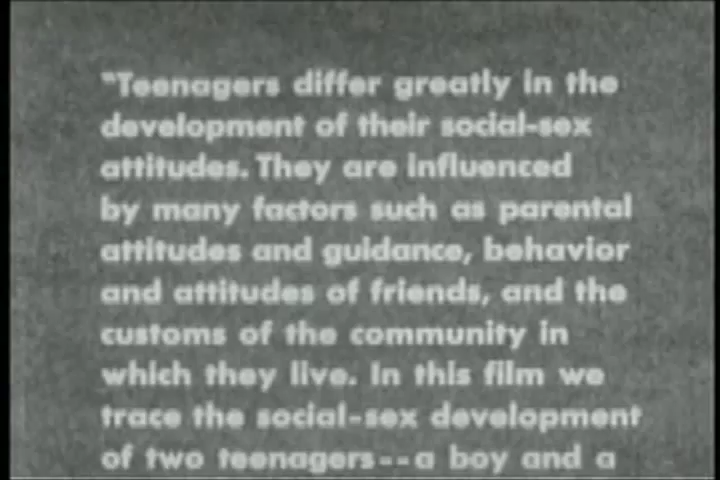 "Teenagers differ greatly in the
development of their social-sex
attitudes. They are influenced
by many factors such as parental
attitudes and guidance, behavior
and attitudes of friends, and the
customs of the community in
which they live. In this film we
trace the social-sex development
of two teenagers--a boy and a